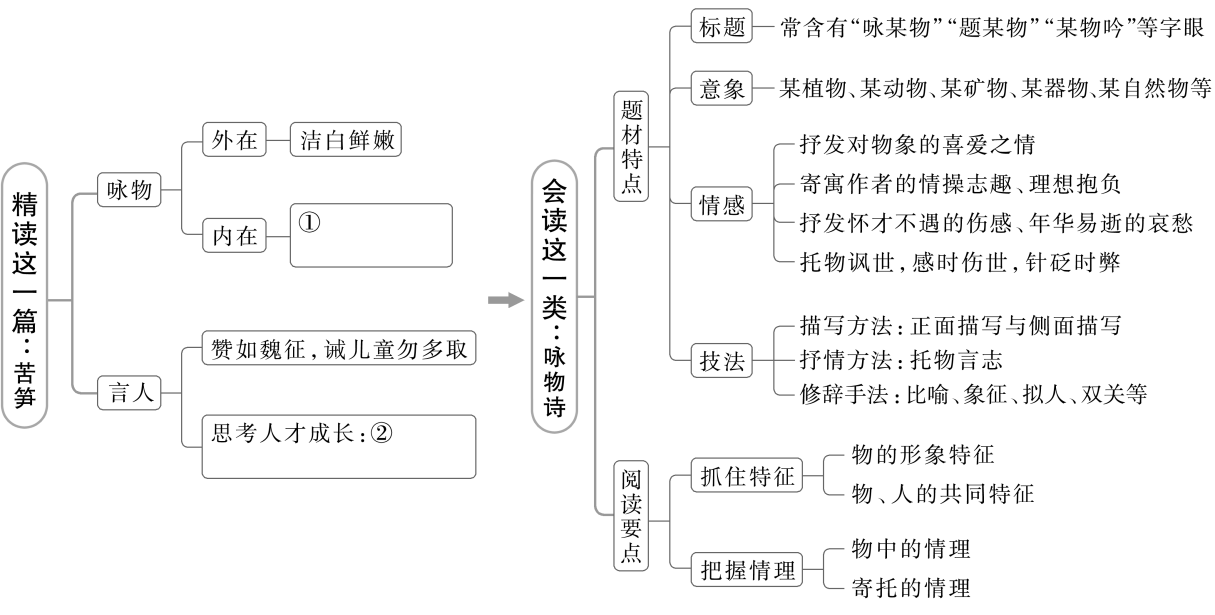 精读这一篇：苦笋
咏物
外在
洁白鲜嫩
内在
①
言人
赞如魏征，诫儿童勿多取
思考人才成长：②
会读这一类：咏物诗
题材特点
标题
常含有“咏某物”“题某物”“某物吟”等字眼
意象
某植物、某动物、某矿物、某器物、某自然物等
情感
抒发对物象的喜爱之情
寄寓作者的情操志趣、理想抱负
抒发怀才不遇的伤感、年华易逝的哀愁
托物讽世，感时伤世，针砭时弊
技法
描写方法：正面描写与侧面描写
抒情方法：托物言志
修辞手法：比喻、象征、拟人、双关等
阅读要点
抓住特征
物的形象特征
物、人的共同特征
把握情理
物中的情理
寄托的情理